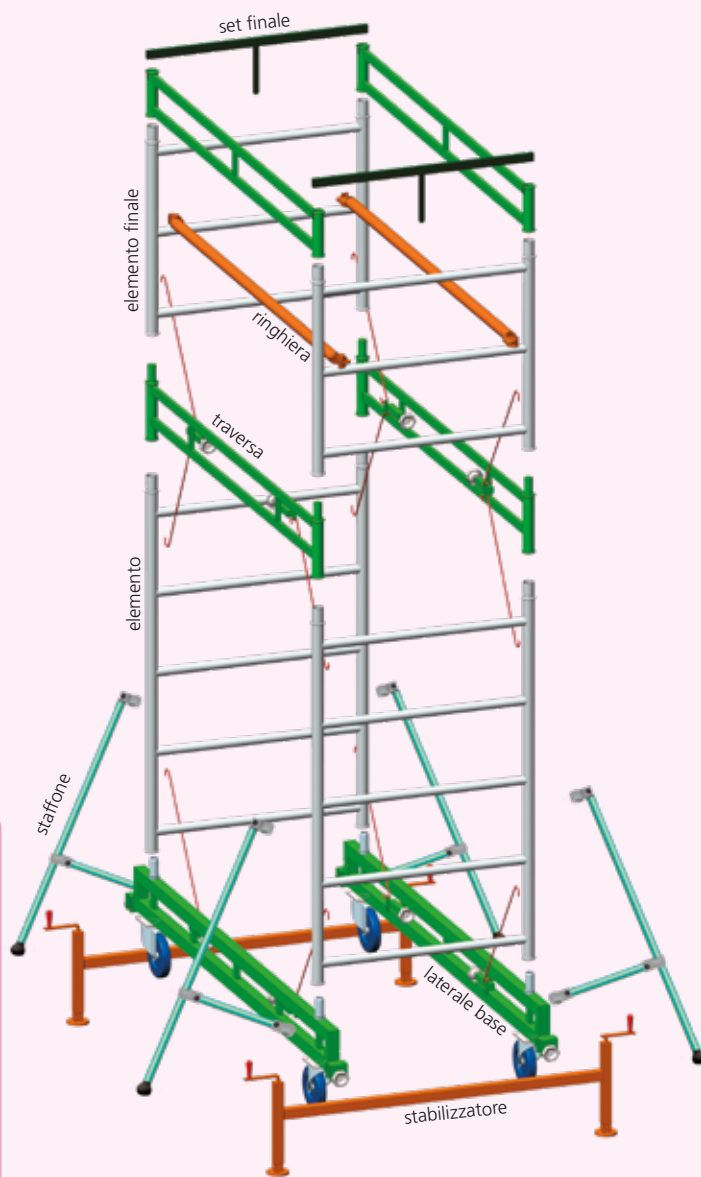 set finale
elemento finale
ringhiera
traversa
elemento
staffone
laterale base
stabilizzatore